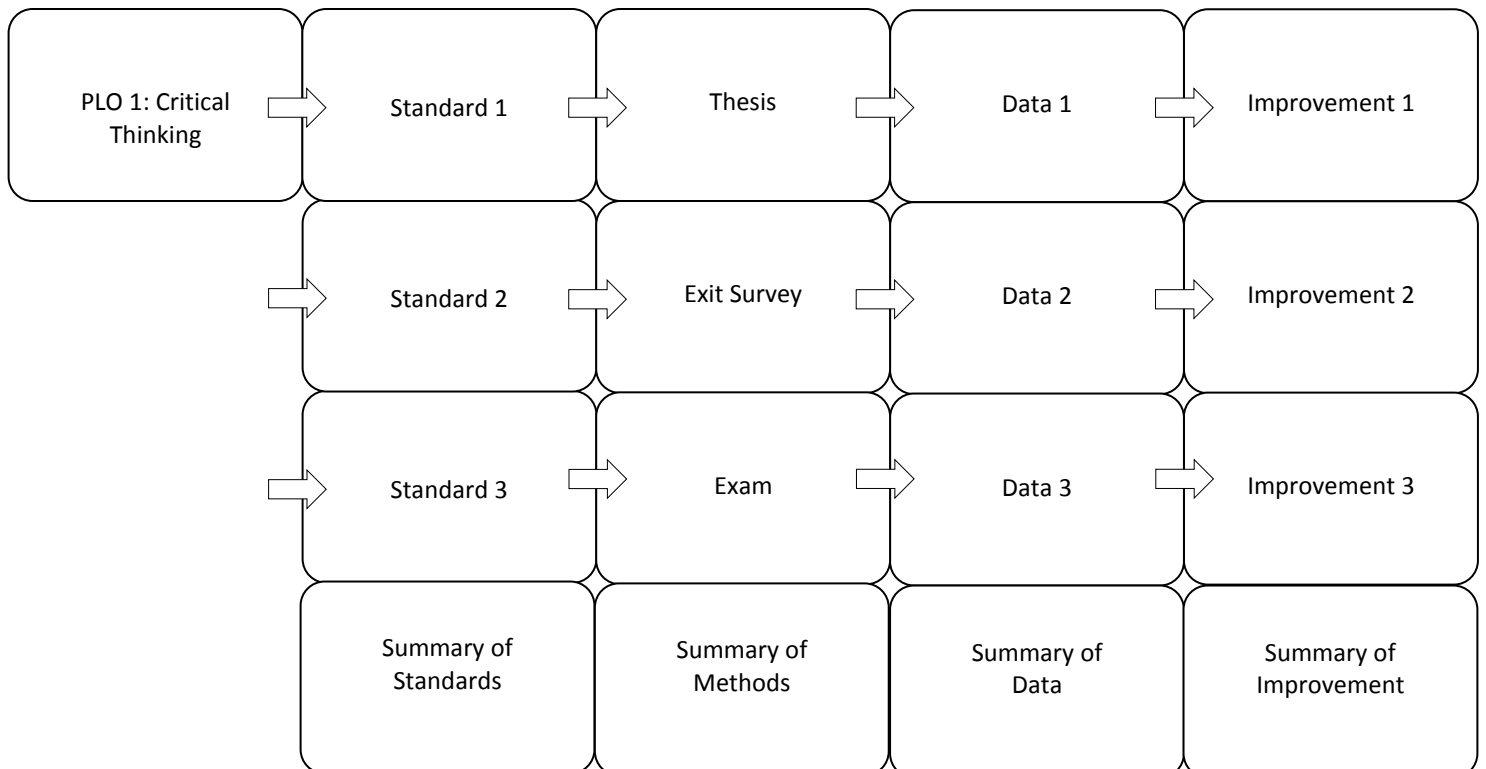 PLO 1: Critical
Thinking
Standard 1
Thesis
Data 1
Improvement 1
Standard 2
Exit Survey
Data 2
Improvement 2
Standard 3
Exam
Data 3
Improvement 3
Summary of
Standards
Summary of
Methods
Summary of
Data
Summary of
Improvement